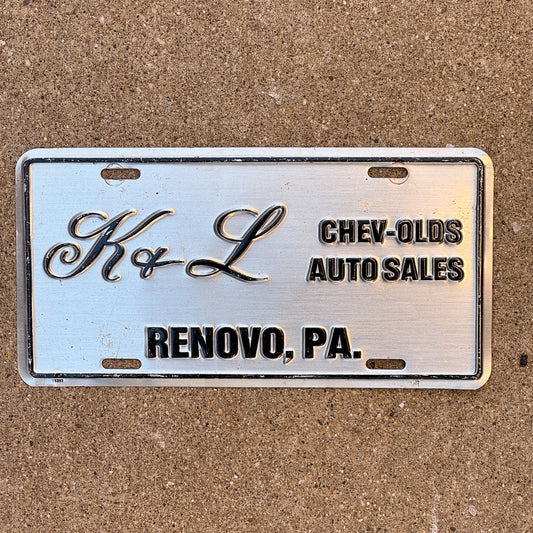 K & L
CHEV-OLDS
AUTO SALES
RENOVO, PA.